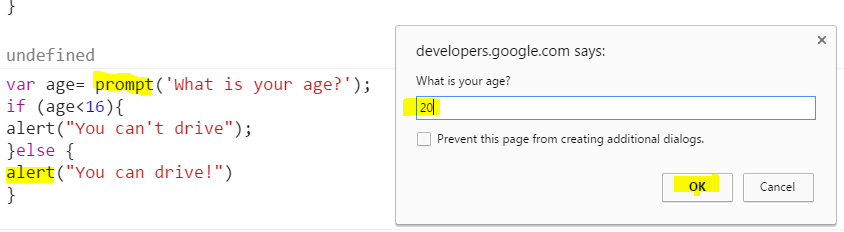 }
undefined
var age= prompt('What is your age?');
if (age<16){
alert("You can't drive");
}else {
alert("You can drive!")
}
developers.google.com says:
×
What is your age?
20
Prevent this page from creating additional dialogs.
OK
Cancel